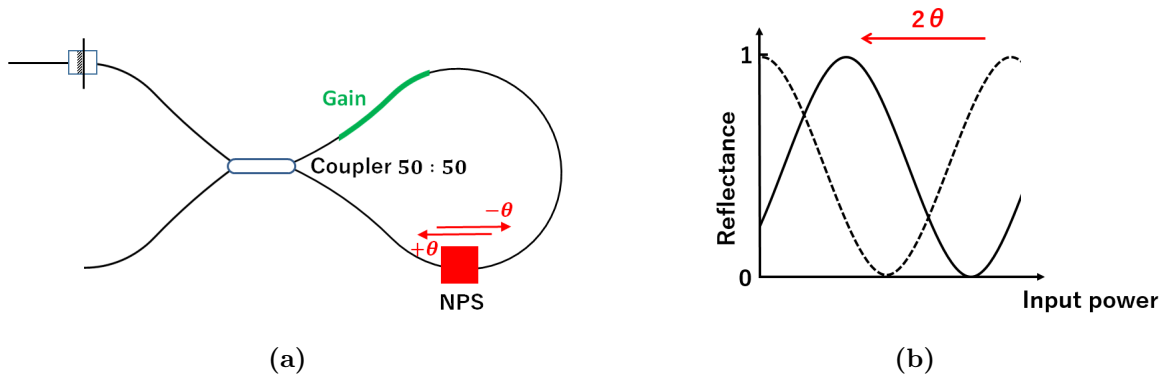 Gain
Coupler 50 : 50
−θ
+θ
NPS
(a)
2θ
1
Reflectance
0
Input power
(b)